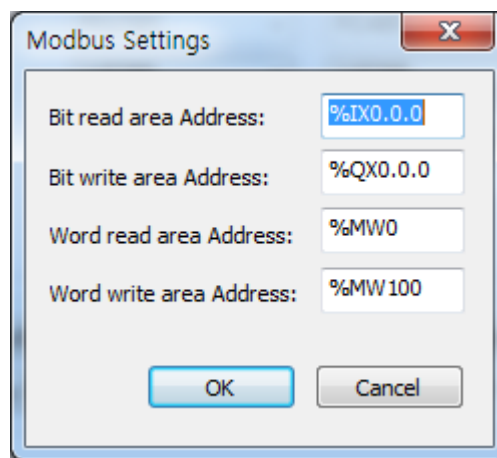 Modbus Settings
Bit read area Address: %IX0.0.0
Bit write area Address: %QX0.0.0
Word read area Address: %MW0
Word write area Address: %MW100
OK Cancel